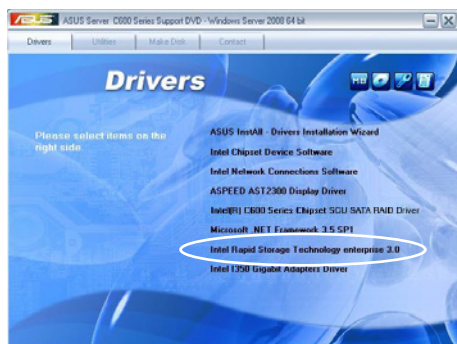 ASUS ASUS Server C600 Series Support DVD - Windows Server 2008 64 bit
Drivers Utilities Make Disk Contact
Drivers
Please select items on the right side.
ASUS InstAll - Drivers Installation Wizard
Intel Chipset Device Software
Intel Network Connections Software
ASPEED AST2300 Display Driver
Intel(R) C600 Series Chipset SCU SATA RAID Driver
Microsoft .NET Framework 3.5 SP1
Intel Rapid Storage Technology enterprise 3.0
Intel I350 Gigabit Adapters Driver